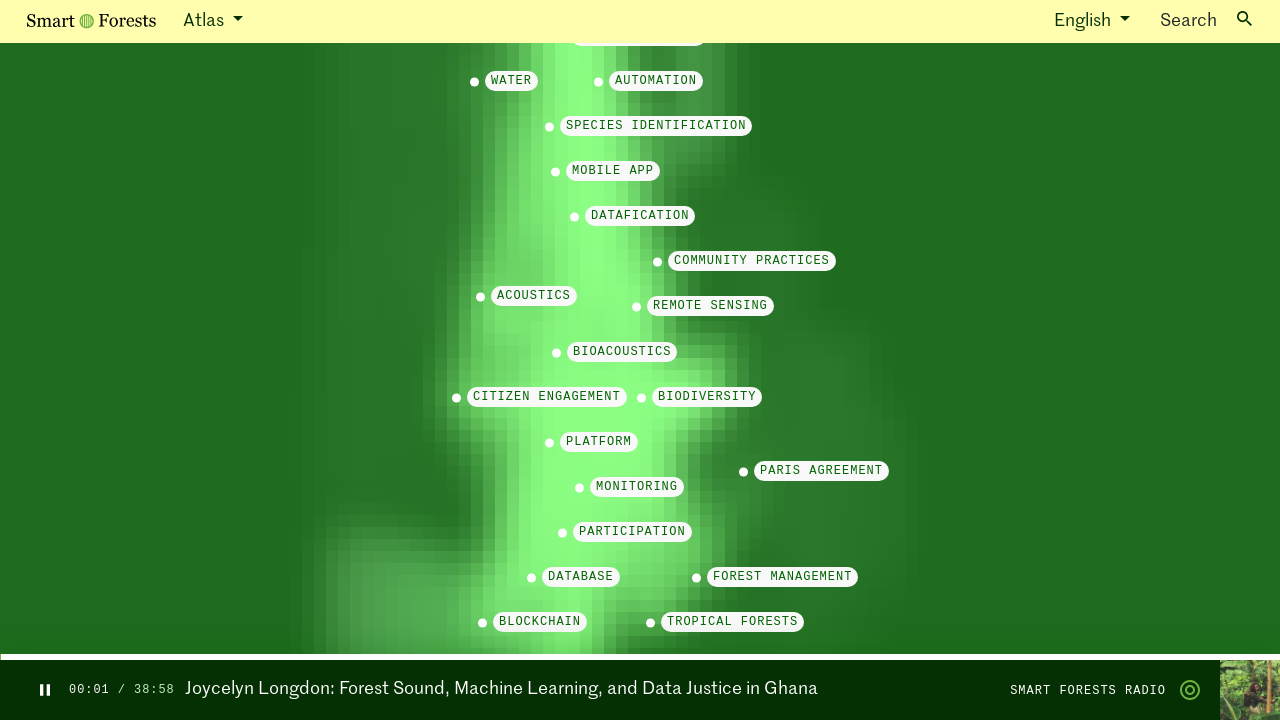 Smart Forests
Atlas
English
Search
WATER
AUTOMATION
SPECIES IDENTIFICATION
MOBILE APP
DATAFICATION
COMMUNITY PRACTICES
ACOUSTICS
REMOTE SENSING
BIOACOUSTICS
CITIZEN ENGAGEMENT
BIODIVERSITY
PLATFORM
PARIS AGREEMENT
MONITORING
PARTICIPATION
DATABASE
FOREST MANAGEMENT
BLOCKCHAIN
TROPICAL FORESTS
00:01 / 38:58
Joycelyn Longdon: Forest Sound, Machine Learning, and Data Justice in Ghana
SMART FORESTS RADIO